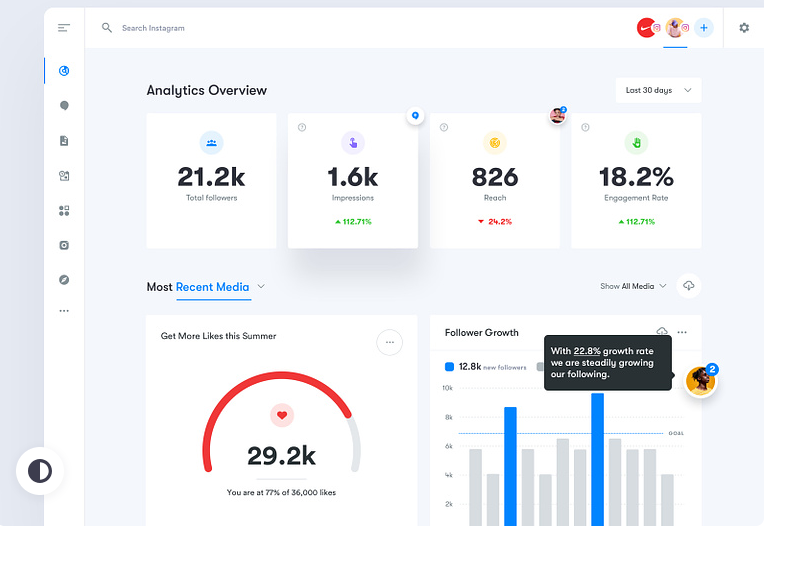 Search Instagram
Analytics Overview
Last 30 days
21.2k
Total followers
1.6k
Impressions
112.71%
2
826
Reach
24.2%
18.2%
Engagement Rate
112.71%
Most Recent Media
Show All Media
Get More Likes this Summer
29.2k
You are at 77% of 36,000 likes
Follower Growth
12.8k new followers
With 22.8% growth rate
we are steadily growing
our following.
2
10k
8k
GOAL
6k
4k
2k